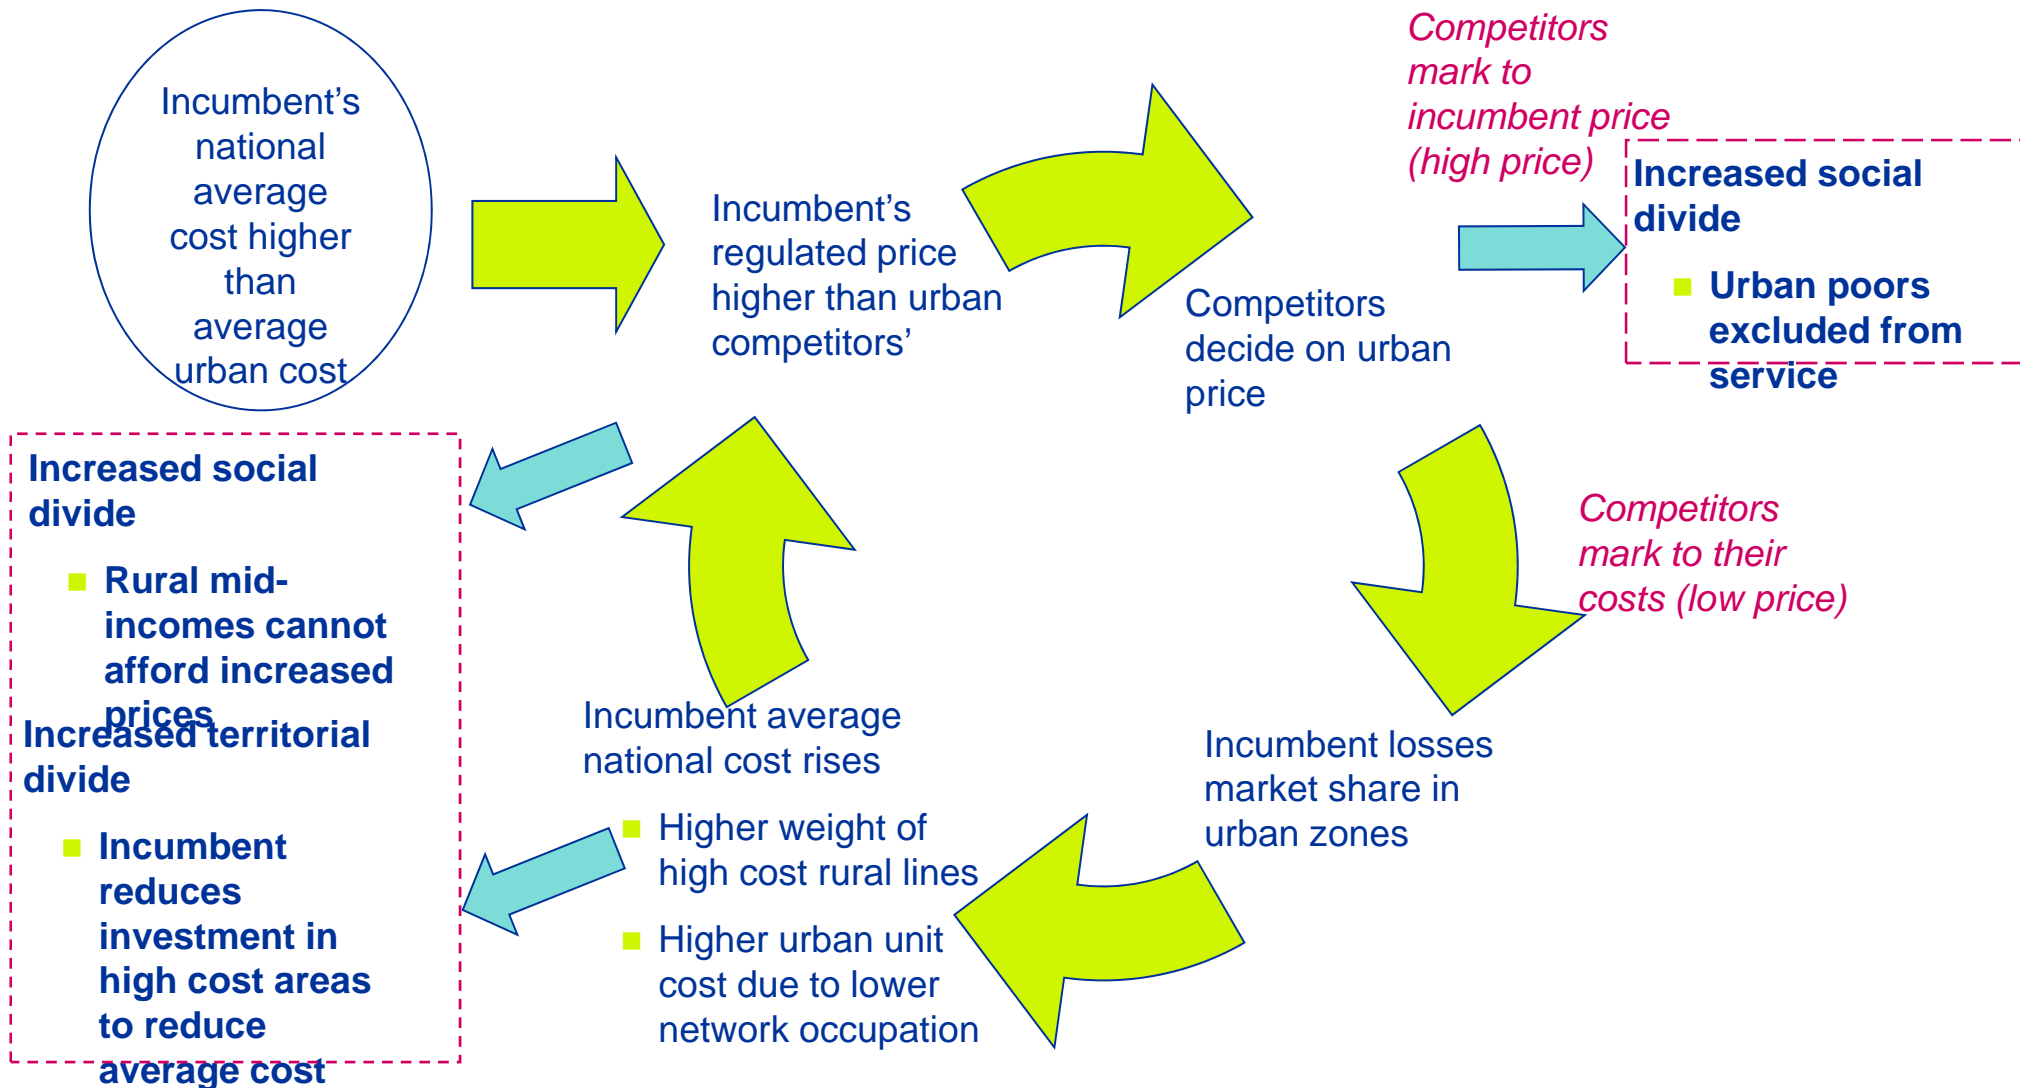 Incumbent’s
national
average
cost higher
than
average
urban cost
Incumbent’s
regulated price
higher than urban
competitors’
Competitors
decide on urban
price
Competitors
mark to
incumbent price
(high price)
Increased social
divide
Urban poors
excluded from
service
Competitors
mark to their
costs (low price)
Incumbent losses
market share in
urban zones
Incumbent average
national cost rises
Higher weight of
high cost rural lines
Higher urban unit
cost due to lower
network occupation
Increased social
divide
Rural mid-
incomes cannot
afford increased
prices
Increased territorial
divide
Incumbent
reduces
investment in
high cost areas
to reduce
average cost